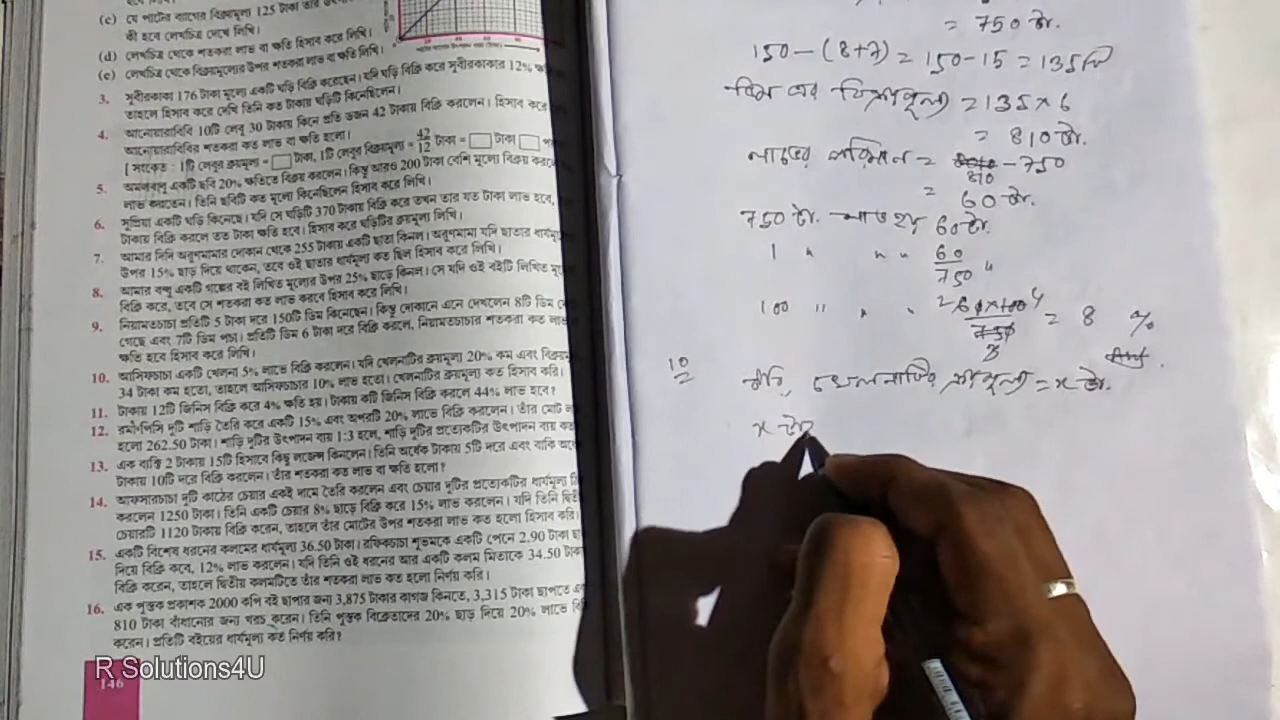 (c) যে পাটের ব্যাগের বিক্রয়মূল্য 125 টাকা তার
কী হবে লেখচিত্র দেখে লিখি।
(d) লেখচিত্র থেকে শতকরা লাভ বা ক্ষতি হিসাব করে লিখি।
(e) লেখচিত্র থেকে বিক্রয়মূল্যের উপর শতকরা লাভ বা ক্ষতি লিখি।
3. সুবীরকাকা 176 টাকা মূল্যে একটি ঘড়ি বিক্রি করেছেন। যদি ঘড়ি বিক্রি করে সুবীরকাকার 12%
তাহলে হিসাব করে দেখি তিনি কত টাকায় ঘড়িটি কিনেছিলেন।
4. আনোয়ারাবিবি 10টি লেবু 30 টাকায় কিনে প্রতি ডজন 42 টাকায় বিক্রি করলেন। হিসাব করে
আনোয়ারাবিবির শতকরা কত লাভ বা ক্ষতি হলো।
[ সংকেত : 1টি লেবুর ক্রয়মূল্য = টাকা, 1টি লেবুর বিক্রয়মূল্য = 42/12 টাকা = টাকা
5. অমলবাবু একটি ছবি 20% ক্ষতিতে বিক্রয় করলেন। কিন্তু আরও 200 টাকা বেশি মূল্যে বিক্রয়
লাভ করতেন। তিনি ছবিটি কত মূল্যে কিনেছিলেন হিসাব করে লিখি।
6. সুপ্রিয়া একটি ঘড়ি কিনেছে। যদি সে ঘড়িটি 370 টাকায় বিক্রি করে তখন তার যত টাকা লাভ হবে,
টাকায় বিক্রি করলে তত টাকা ক্ষতি হবে। হিসাব করে ঘড়িটির ক্রয়মূল্য লিখি।
7. আমার দিদি অরুণমামার দোকান থেকে 255 টাকায় একটি ছাতা কিনল। অরুণমামা যদি ছাতার ধার্যমূল্য
উপর 15% ছাড় দিয়ে থাকেন, তবে ওই ছাতার ধার্যমূল্য কত ছিল হিসাব করে লিখি।
8. আমার বন্ধু একটি গল্পের বই লিখিত মূল্যের উপর 25% ছাড়ে কিনল। সে যদি ওই বইটি লিখিত
বিক্রি করে, তবে সে শতকরা কত লাভ করবে হিসাব করে লিখি।
9. নিয়ামতচাচা প্রতিটি 5 টাকা দরে 150টি ডিম কিনেছেন। কিন্তু দোকানে এনে দেখলেন 8টি ডিম
গেছে এবং 7টি ডিম পচা। প্রতিটি ডিম 6 টাকা দরে বিক্রি করলে, নিয়ামতচাচার শতকরা কত লাভ
ক্ষতি হবে হিসাব করে লিখি।
10. আসিফচাচা একটি খেলনা 5% লাভে বিক্রি করলেন। যদি খেলনাটির ক্রয়মূল্য 20% কম এবং
34 টাকা কম হতো, তাহলে আসিফচাচার 10% লাভ হতো। খেলনাটির ক্রয়মূল্য কত হিসাব করি।
11. টাকায় 12টি জিনিস বিক্রি করে 4% ক্ষতি হয়। টাকায় কটি জিনিস বিক্রি করলে 44% লাভ হবে?
12. রমা-পিসি দুটি শাড়ি তৈরি করে একটি 15% এবং অপরটি 20% লাভে বিক্রি করলেন। তাঁর মোট
হলো 262.50 টাকা। শাড়ি দুটির উৎপাদন ব্যয় 1:3 হলে, শাড়ি দুটির প্রত্যেকটির উৎপাদন ব্যয়
13. এক ব্যক্তি 2 টাকায় 15টি হিসাবে কিছু লজেন্স কিনলেন। তিনি অর্ধেক টাকায় 5টি দরে এবং বাকি
টাকায় 10টি দরে বিক্রি করলেন। তাঁর শতকরা কত লাভ বা ক্ষতি হলো?
14. আফসারচাচা দুটি কাঠের চেয়ার একই দামে তৈরি করলেন এবং চেয়ার দুটির প্রত্যেকটির ধার্যমূল্য
করলেন 1250 টাকা। তিনি একটি চেয়ার 8% ছাড়ে বিক্রি করে 15% লাভ করলেন। যদি তিনি
চেয়ারটি 1120 টাকায় বিক্রি করেন, তাহলে তাঁর মোটের উপর শতকরা লাভ কত হলো হিসাব করি।
15. একটি বিশেষ ধরনের কলমের ধার্যমূল্য 36.50 টাকা। রফিকচাচা শুভমকে একটি পেনে 2.90 টাকা
দিয়ে বিক্রি করে, 12% লাভ করলেন। যদি তিনি ওই ধরনের আর একটি কলম মিতাকে 34.50
বিক্রি করেন, তাহলে দ্বিতীয় কলমটিতে তাঁর শতকরা লাভ কত হলো নির্ণয় করি।
16. এক পুস্তক প্রকাশক 2000 কপি বই ছাপার জন্য 3,875 টাকার কাগজ কিনতে, 3,315 টাকা ছাপতে
810 টাকা বাঁধানোর জন্য খরচ করেন। তিনি পুস্তক বিক্রেতাদের 20% ছাড় দিয়ে 20% লাভে
করেন। প্রতিটি বইয়ের ধার্যমূল্য কত নির্ণয় করি?
R Solutions4U
146
= 750 টা.
150 – (8+7) = 150 – 15 = 135 টি
ডিম এর বিক্রয়মূল্য = 135 × 6
= 810 টা.
লাভের পরিমান = 810 – 750
= 60 টা.
750 টা. লাভ হয় 60 টা.
1 " " " 60/750 "
100 " " " 60×100/750 = 8 %
10 ধরি, খেলনাটির ক্রয়মূল্য = x টা.
x টা